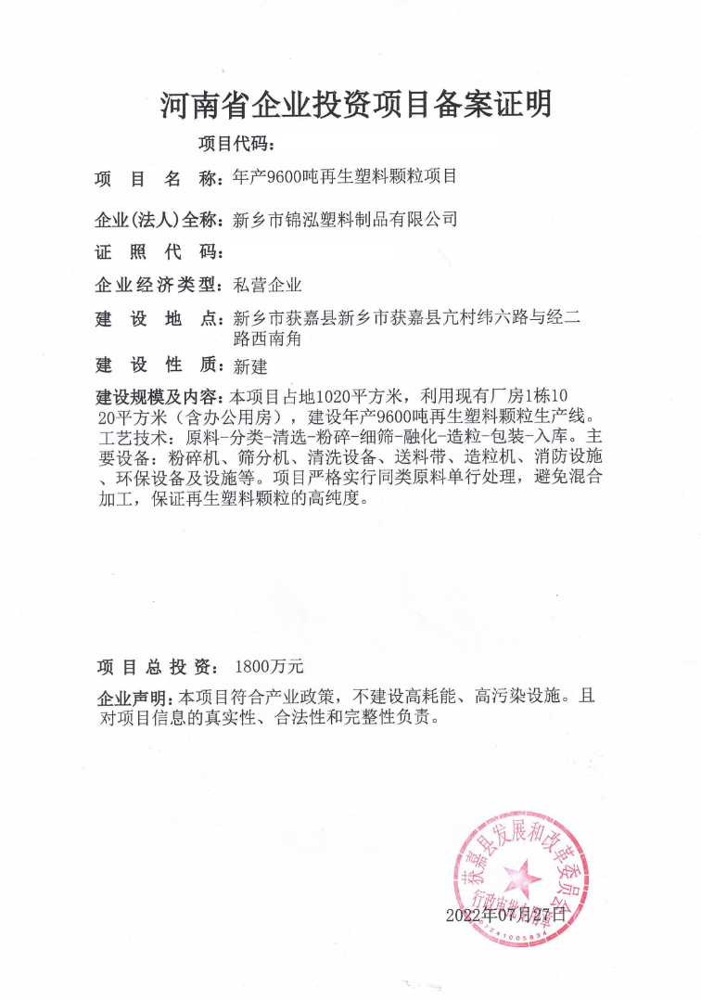 河南省企业投资项目备案证明
项目代码：
项目名称：年产9600吨再生塑料颗粒项目
企业(法人)全称：新乡市锦泓塑料制品有限公司
证照代码：
企业经济类型：私营企业
建设地点：新乡市获嘉县新乡市获嘉县亢村纬六路与经二
路西南角
建设性质：新建
建设规模及内容：本项目占地1020平方米，利用现有厂房1栋10
20平方米（含办公用房），建设年产9600吨再生塑料颗粒生产线。
工艺技术：原料-分类-清选-粉碎-细筛-融化-造粒-包装-入库。主
要设备：粉碎机、筛分机、清洗设备、送料带、造粒机、消防设施
、环保设备及设施等。项目严格实行同类原料单行处理，避免混合
加工，保证再生塑料颗粒的高纯度。
项目总投资：1800万元
企业声明：本项目符合产业政策，不建设高耗能、高污染设施。且
对项目信息的真实性、合法性和完整性负责。
获嘉县发展和改革委员会
行政审批专用章
2022年07月27日